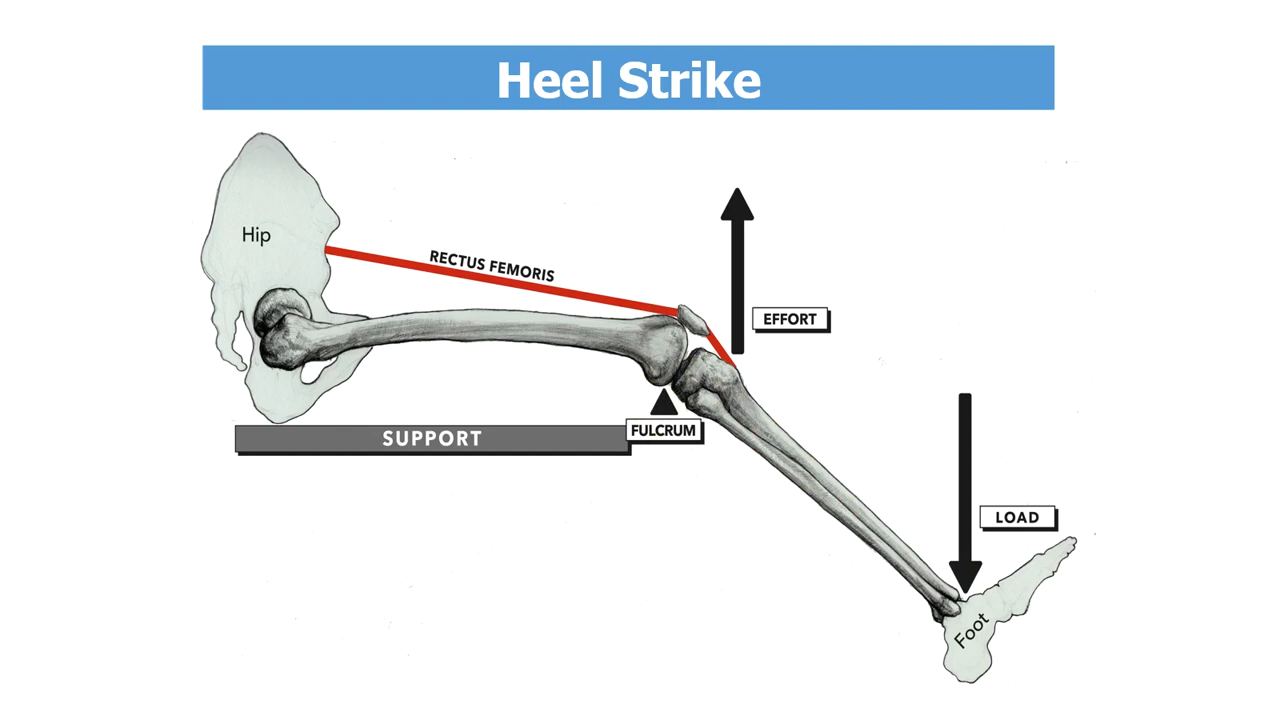 Heel Strike
Hip
RECTUS FEMORIS
EFFORT
FULCRUM
SUPPORT
LOAD
Foot